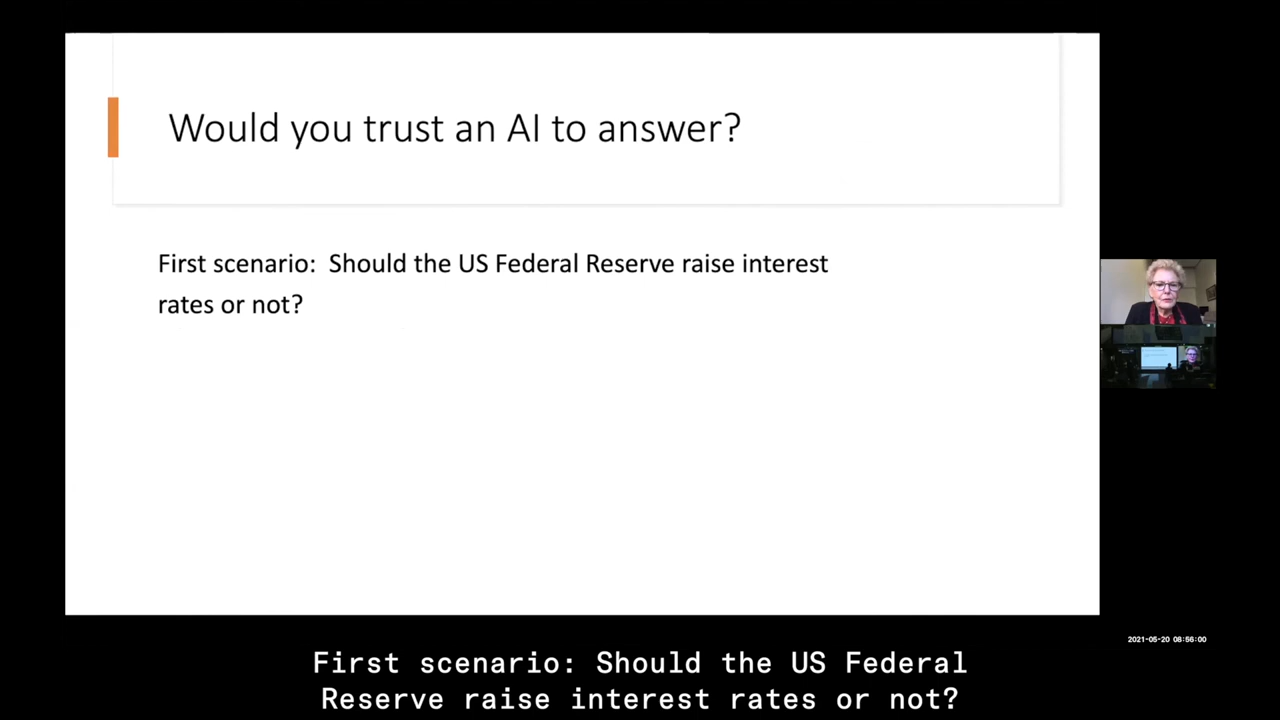 Would you trust an AI to answer?
First scenario: Should the US Federal Reserve raise interest
rates or not?
2021-05-20 08:56:00
First scenario: Should the US Federal
Reserve raise interest rates or not?